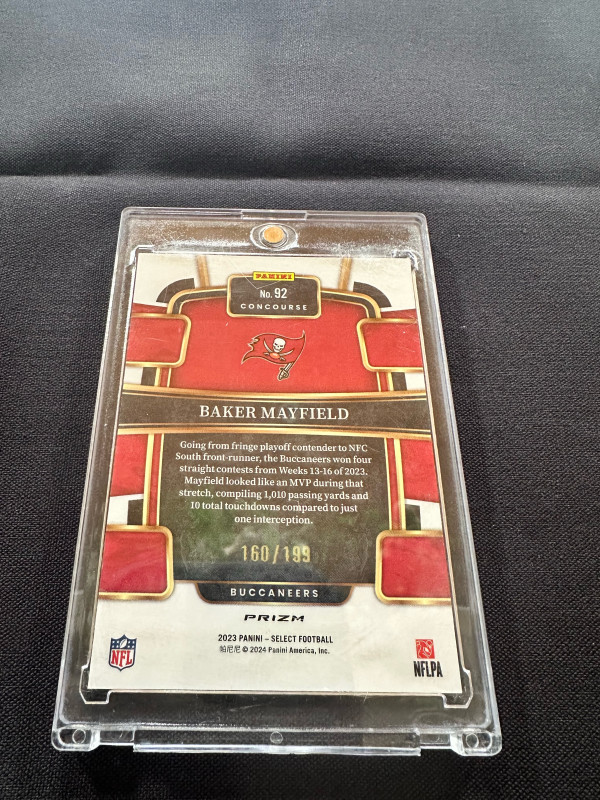 PANINI
No. 92
CONCOURSE
BAKER MAYFIELD
Going from fringe playoff contender to NFC
South front-runner, the Buccaneers won four
straight contests from Weeks 13-16 of 2023.
Mayfield looked like an MVP during that
stretch, compiling 1,010 passing yards and
10 total touchdowns compared to just
one interception.
160/199
BUCCANEERS
PRIZM
2023 PANINI – SELECT FOOTBALL
帕尼尼 © 2024 Panini America, Inc.
NFL
NFLPA